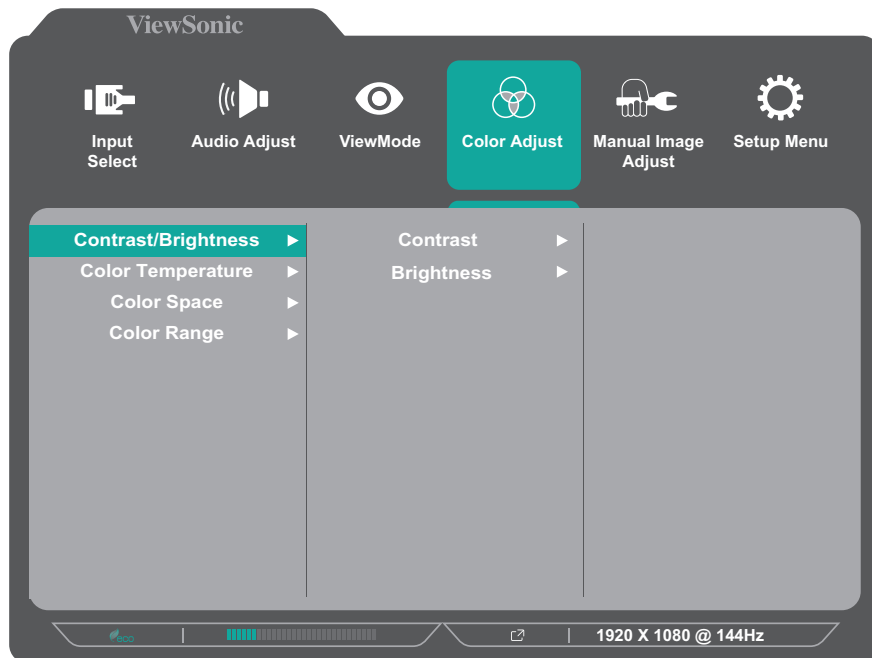 ViewSonic
Input
Select
Audio Adjust
ViewMode
Color Adjust
Manual Image
Adjust
Setup Menu
Contrast/Brightness
Color Temperature
Color Space
Color Range
Contrast
Brightness
eco
1920 X 1080 @ 144Hz